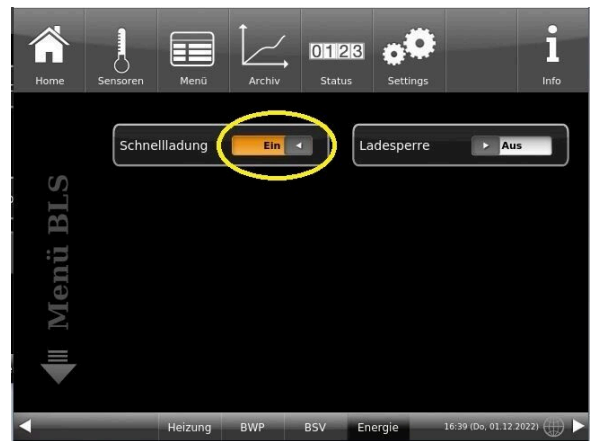 Home Sensoren Menü Archiv 0123 Status Settings i Info
Schnellladung Ein Ladesperre Aus
Menü BLS
Heizung BWP BSV Energie 16:39 (Do, 01.12.2022)